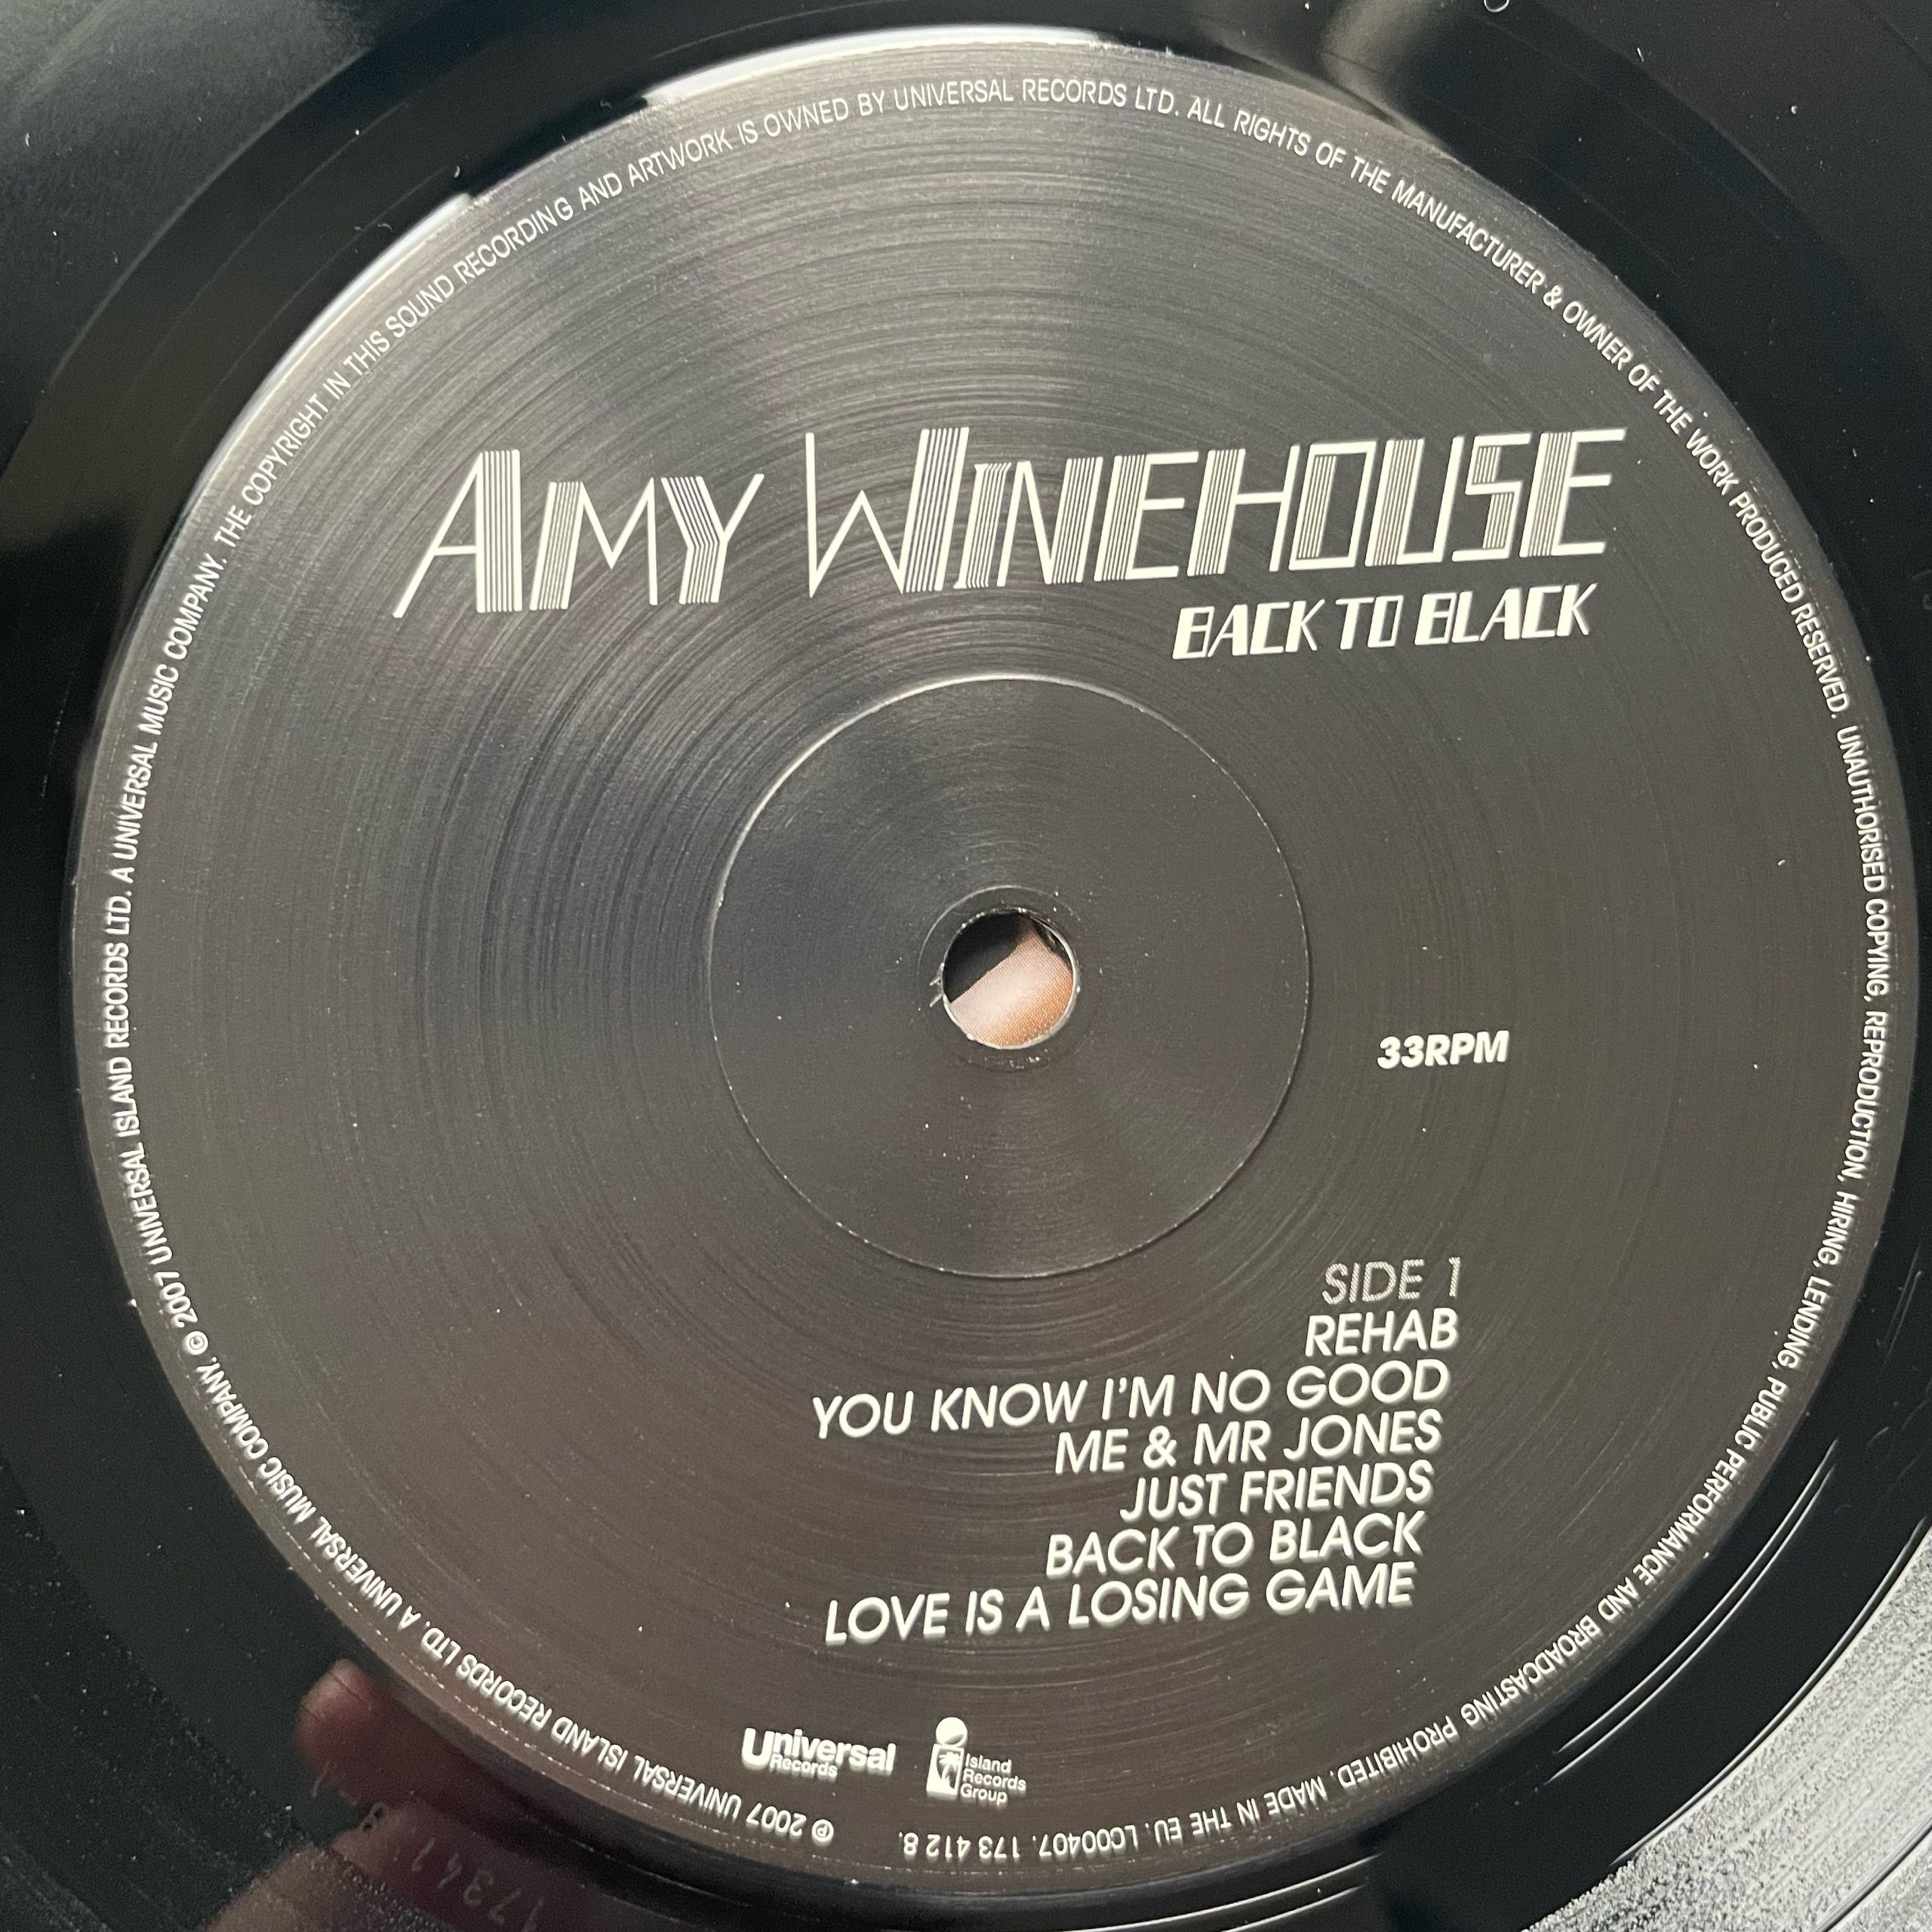 AMY WINEHOUSE
BACK TO BLACK
33RPM
SIDE 1
REHAB
YOU KNOW I'M NO GOOD
ME & MR JONES
JUST FRIENDS
BACK TO BLACK
LOVE IS A LOSING GAME
Universal
Records
Island
Records
Group
℗ 2007 UNIVERSAL ISLAND RECORDS LTD. A UNIVERSAL MUSIC COMPANY. © 2007 UNIVERSAL ISLAND RECORDS LTD. A UNIVERSAL MUSIC COMPANY. THE COPYRIGHT IN THIS SOUND RECORDING AND ARTWORK IS OWNED BY UNIVERSAL RECORDS LTD. ALL RIGHTS OF THE MANUFACTURER & OWNER OF THE WORK PRODUCED RESERVED. UNAUTHORISED COPYING, REPRODUCTION, HIRING, LENDING, PUBLIC PERFORMANCE AND BROADCASTING PROHIBITED. MADE IN THE EU. LC00407. 173 412 8.